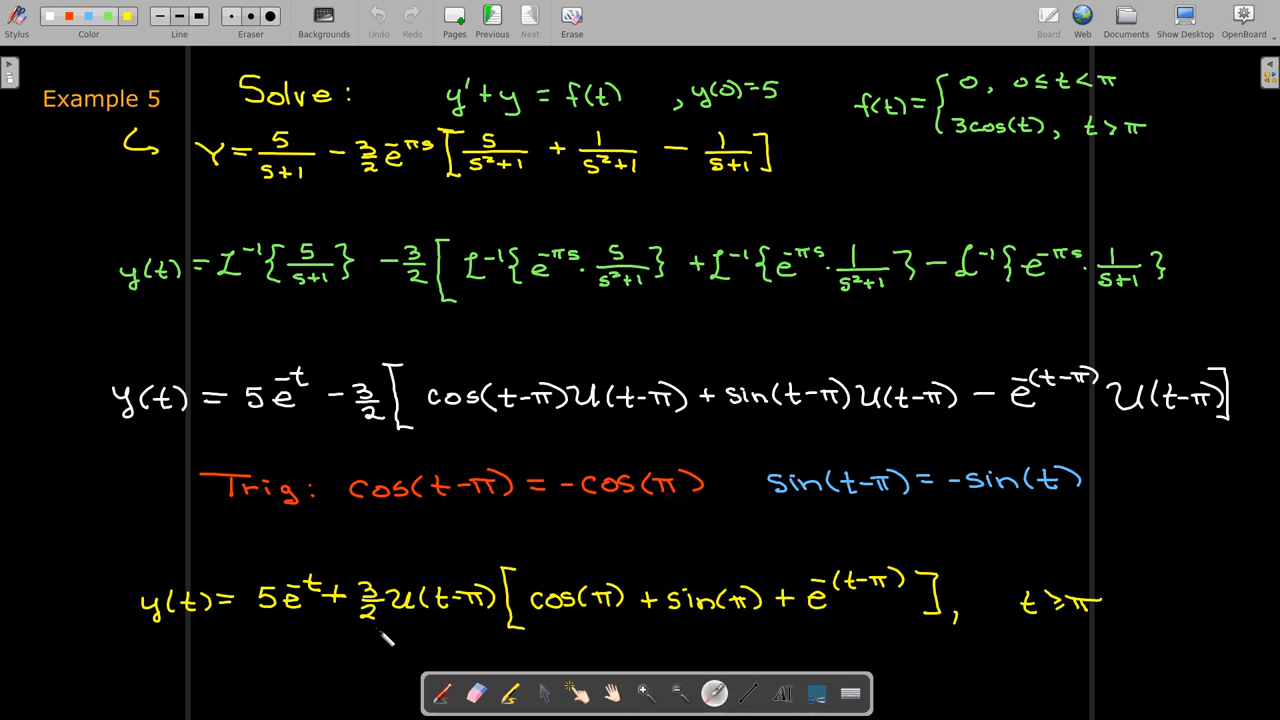 Stylus Color Line Eraser Backgrounds Undo Redo Pages Previous Next Erase Board Web Documents Show Desktop OpenBoard
Example 5 Solve: y' + y = f(t) , y(0)=5 f(t) = { 0, 0 ≤ t < π
3cos(t), t > π
↳ Y = 5/(s+1) - 3/2 e^{-πs} [ 5/(s²+1) + 1/(s²+1) - 1/(s+1) ]
y(t) = ℒ⁻¹{ 5/(s+1) } - 3/2 [ ℒ⁻¹{ e^{-πs} · 5/(s²+1) } + ℒ⁻¹{ e^{-πs} · 1/(s²+1) } - ℒ⁻¹{ e^{-πs} · 1/(s+1) }
y(t) = 5e^{-t} - 3/2 [ cos(t-π)U(t-π) + sin(t-π)U(t-π) - e^{-(t-π)} U(t-π) ]
Trig: cos(t-π) = -cos(π) sin(t-π) = -sin(t)
y(t) = 5e^{-t} + 3/2 U(t-π) [ cos(π) + sin(π) + e^{-(t-π)} ] , t ≥ π